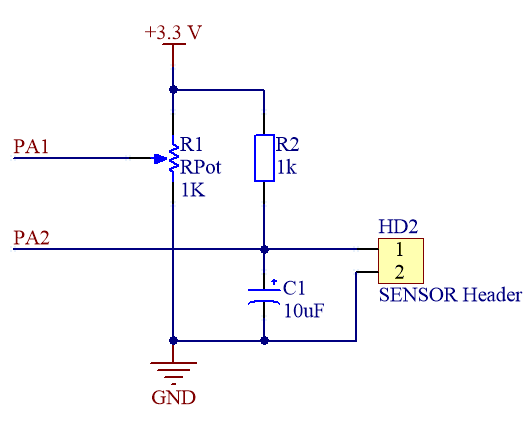 +3.3 V
PA1
R1
RPot
1K
R2
1k
PA2
HD2
1
2
SENSOR Header
+
C1
10uF
GND